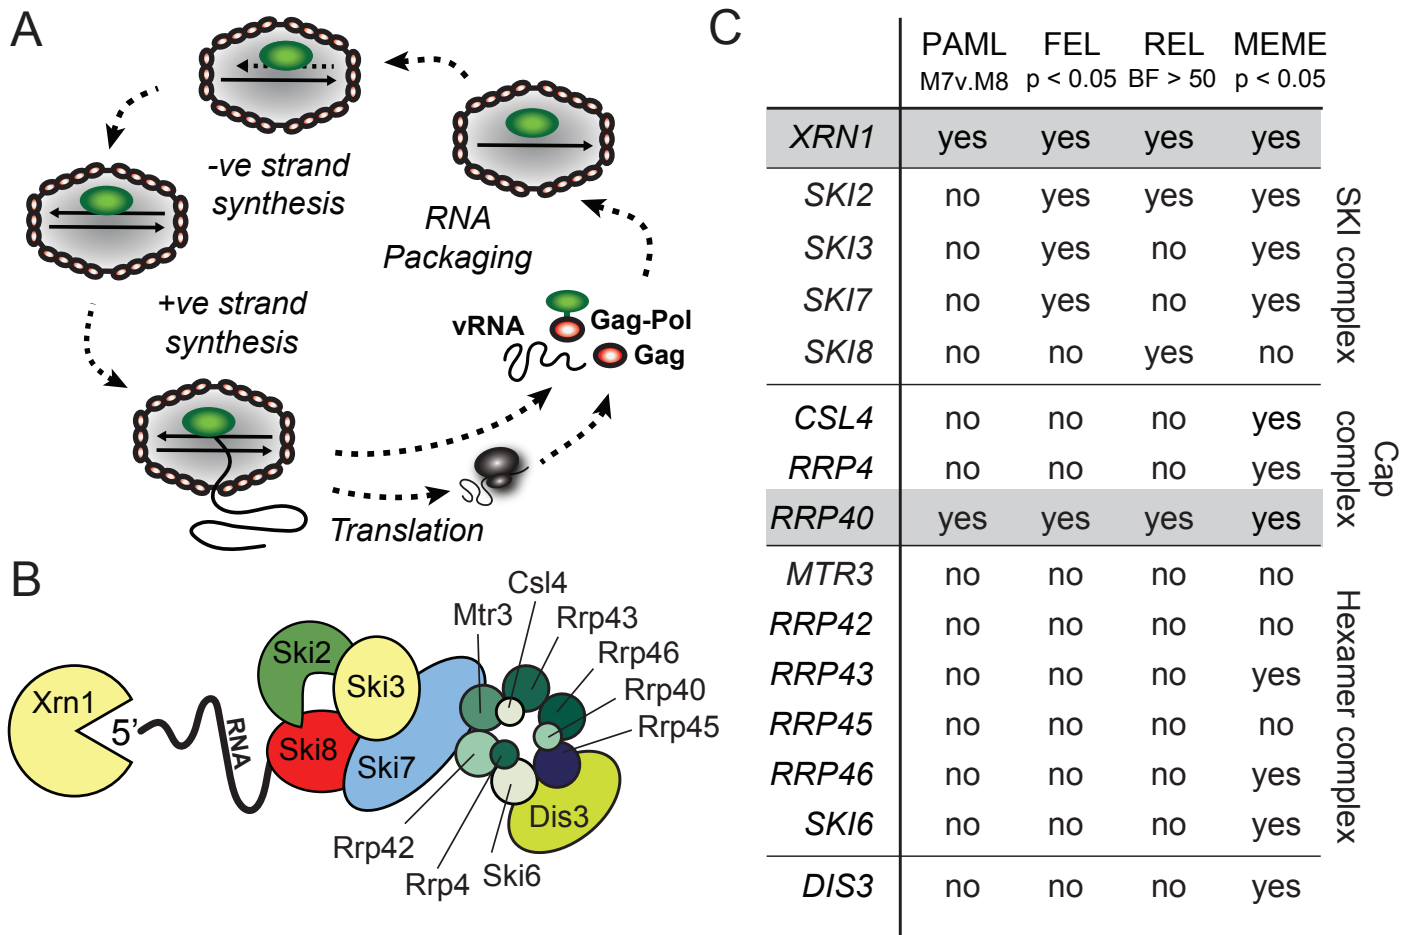 A
-ve strand
synthesis
RNA
Packaging
+ve strand
synthesis
vRNA
Gag-Pol
Gag
Translation
B
Xrn1
5’
RNA
Ski2
Ski3
Ski8
Ski7
Mtr3
Csl4
Rrp43
Rrp46
Rrp40
Rrp45
Dis3
Rrp42
Rrp4
Ski6
C
PAML FEL REL MEME
M7v.M8 p < 0.05 BF > 50 p < 0.05
XRN1 yes yes yes yes
SKI2 no yes yes yes
SKI3 no yes no yes
SKI7 no yes no yes
SKI8 no no yes no
SKI complex
CSL4 no no no yes
RRP4 no no no yes
RRP40 yes yes yes yes
Cap
complex
MTR3 no no no no
RRP42 no no no no
RRP43 no no no yes
RRP45 no no no no
RRP46 no no no yes
SKI6 no no no yes
Hexamer complex
DIS3 no no no yes